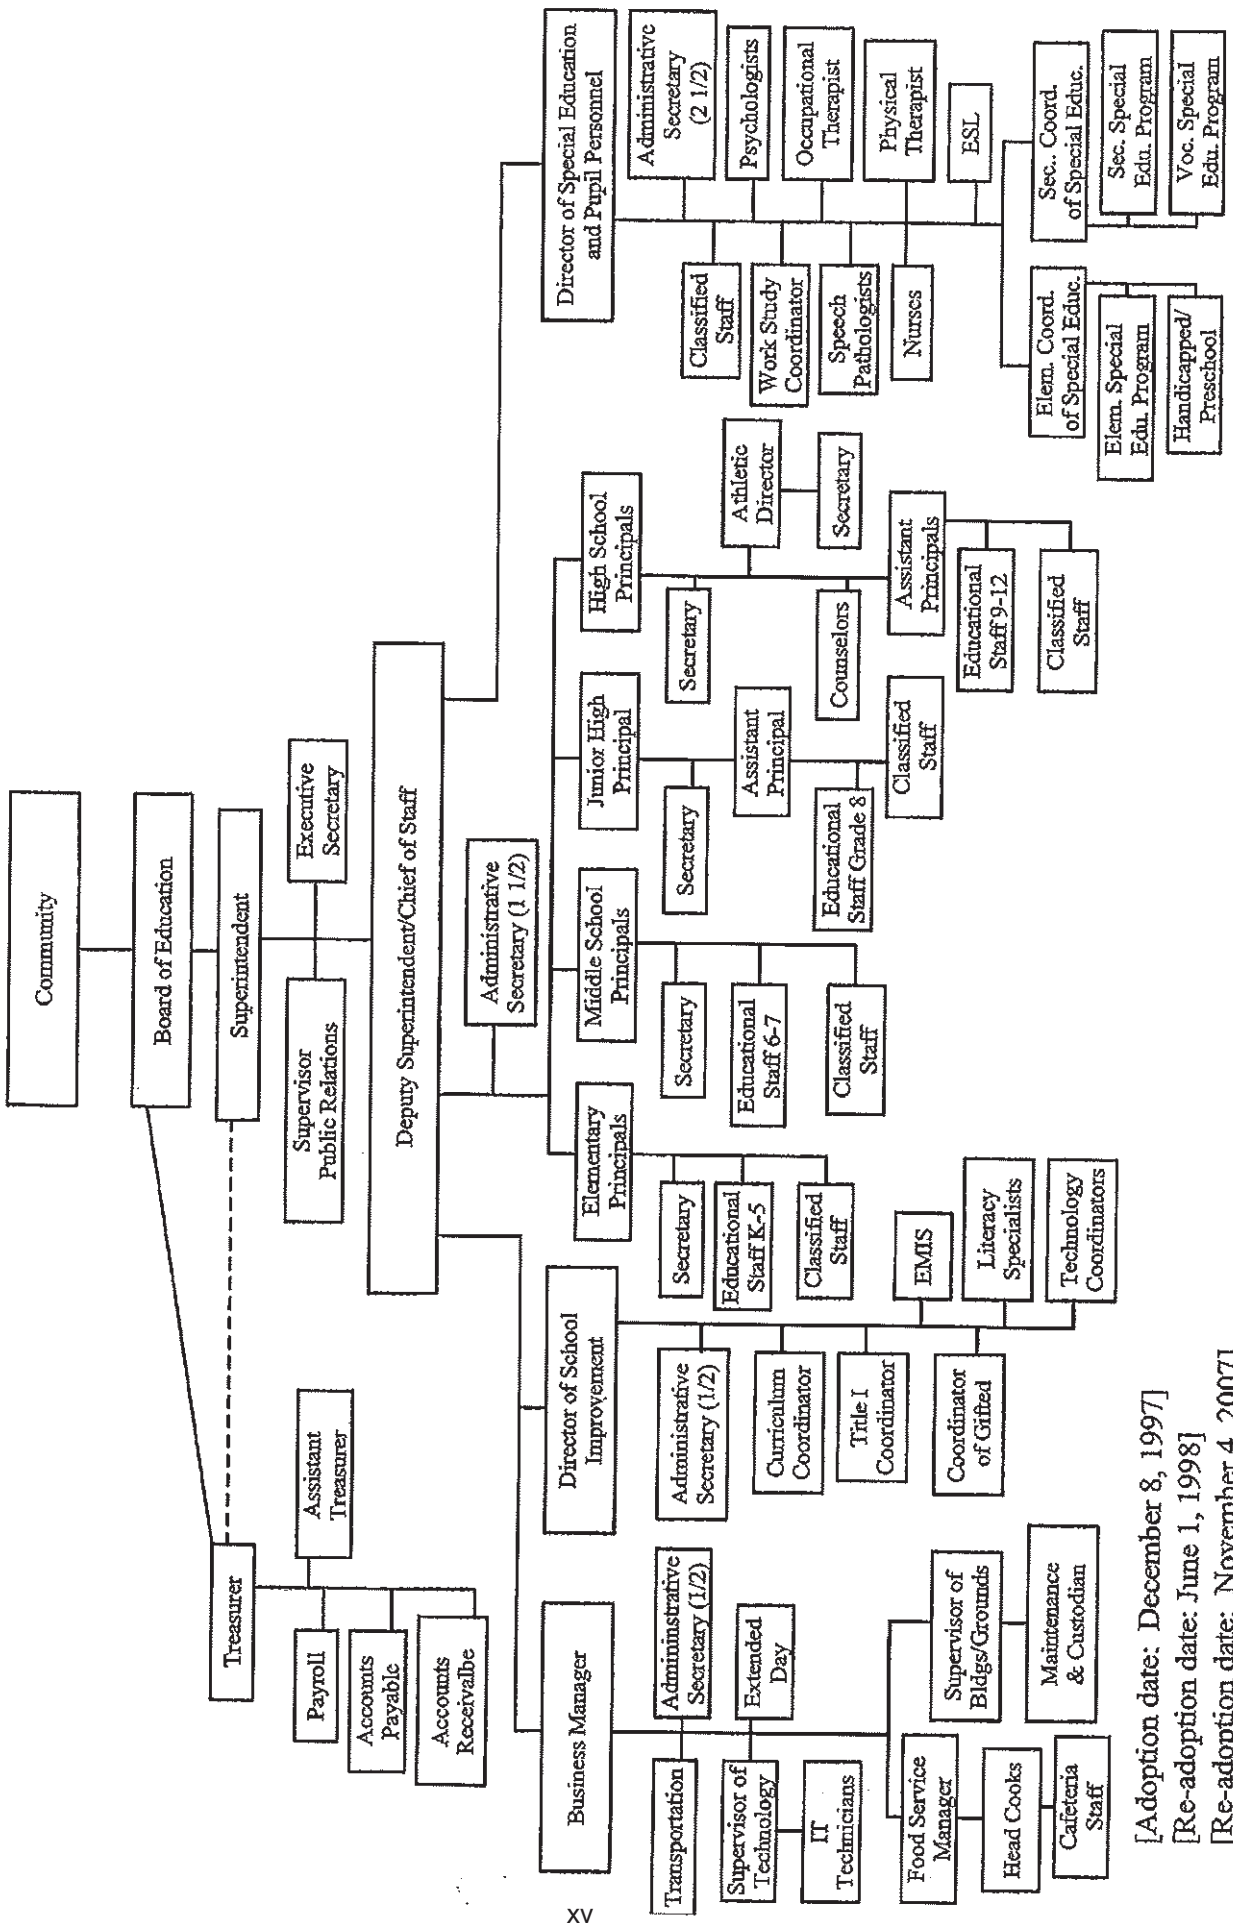 Community
Board of Education
Superintendent
Treasurer
Supervisor
Public Relations
Executive
Secretary
Assistant
Treasurer
Payroll
Accounts
Payable
Accounts
Receivalbe
Deputy Superintendent/Chief of Staff
Administrative
Secretary (1 1/2)
Business Manager
Director of School
Improvement
Elementary
Principals
Middle School
Principals
Junior High
Principal
High School
Principals
Director of Special Education
and Pupil Personnel
Transportation
Administrative
Secretary (1/2)
Supervisor of
Technology
Extended
Day
IT
Technicians
Food Service
Manager
Supervisor of
Bldgs/Grounds
Head Cooks
Maintenance
& Custodian
Cafeteria
Staff
Administrative
Secretary (1/2)
Curriculum
Coordinator
Title I
Coordinator
EMIS
Coordinator
of Gifted
Literacy
Specialists
Technology
Coordinators
Secretary
Educational
Staff K-5
Classified
Staff
Secretary
Educational
Staff 6-7
Classified
Staff
Secretary
Assistant
Principal
Educational
Staff Grade 8
Classified
Staff
Secretary
Athletic
Director
Secretary
Counselors
Assistant
Principals
Educational
Staff 9-12
Classified
Staff
Administrative
Secretary
(2 1/2)
Classified
Staff
Psychologists
Work Study
Coordinator
Occupational
Therapist
Speech
Pathologists
Physical
Therapist
Nurses
ESL
Elem. Coord.
of Special Educ.
Sec.. Coord.
of Special Educ.
Elem. Special
Edu. Program
Handicapped/
Preschool
Sec. Special
Edu. Program
Voc. Special
Edu. Program
[Adoption date: December 8, 1997]
[Re-adoption date: June 1, 1998]
[Re-adoption date: November 4, 2007]
xv